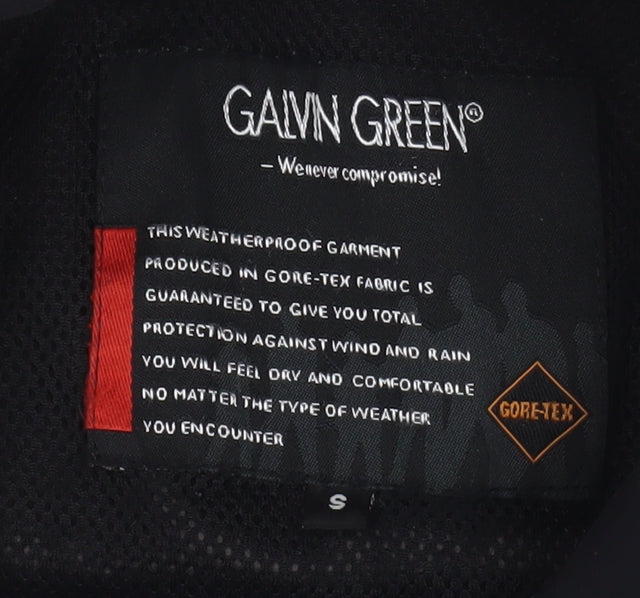 GALVIN GREEN®
– We never compromise!
THIS WEATHERPROOF GARMENT
PRODUCED IN GORE-TEX FABRIC IS
GUARANTEED TO GIVE YOU TOTAL
PROTECTION AGAINST WIND AND RAIN
YOU WILL FEEL DRY AND COMFORTABLE
NO MATTER THE TYPE OF WEATHER
YOU ENCOUNTER
GORE-TEX
S